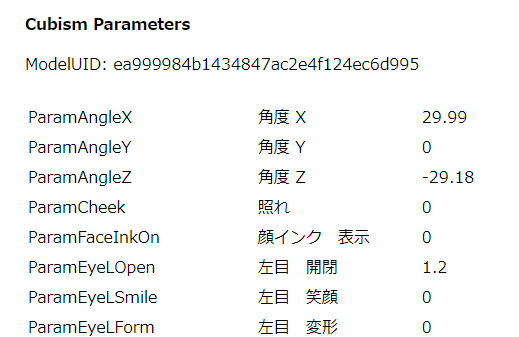 Cubism Parameters
ModelUID: ea999984b1434847ac2e4f124ec6d995
ParamAngleX 角度 X 29.99
ParamAngleY 角度 Y 0
ParamAngleZ 角度 Z -29.18
ParamCheek 照れ 0
ParamFaceInkOn 顔インク　表示 0
ParamEyeLOpen 左目　開閉 1.2
ParamEyeLSmile 左目　笑顔 0
ParamEyeLForm 左目　変形 0